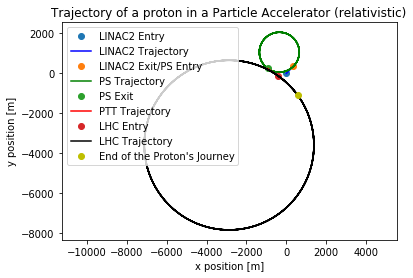 Trajectory of a proton in a Particle Accelerator (relativistic)
2000
0
−2000
−4000
−6000
−8000
y position [m]
LINAC2 Entry
LINAC2 Trajectory
LINAC2 Exit/PS Entry
PS Trajectory
PS Exit
PTT Trajectory
LHC Entry
LHC Trajectory
End of the Proton's Journey
−10000 −8000 −6000 −4000 −2000 0 2000 4000
x position [m]